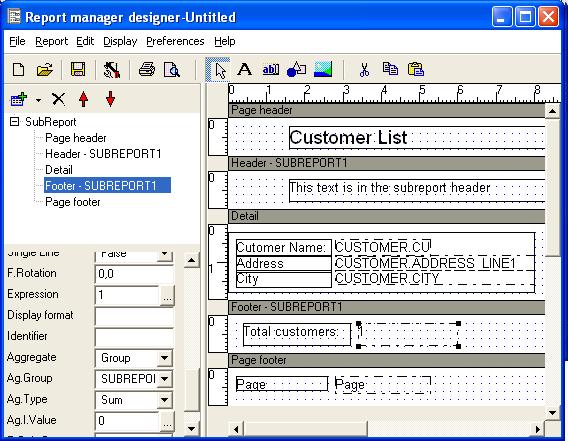 Report manager designer-Untitled
File Report Edit Display Preferences Help
A ab]
0 1 2 3 4 5 6 7 8
SubReport
Page header
Header - SUBREPORT1
Detail
Footer - SUBREPORT1
Page footer
Single Line False
F.Rotation 0,0
Expression 1 ...
Display format
Identifier
Aggregate Group
Ag.Group SUBREPOI
Ag.Type Sum
Ag.I.Value 0 ...
Page header
0
Customer List
Header - SUBREPORT1
0
This text is in the subreport header
Detail
0
1
Cutomer Name: CUSTOMER.CU
Address CUSTOMER.ADDRESS_LINE1
City CUSTOMER.CITY
Footer - SUBREPORT1
0
Total customers: 1
Page footer
0
Page Page